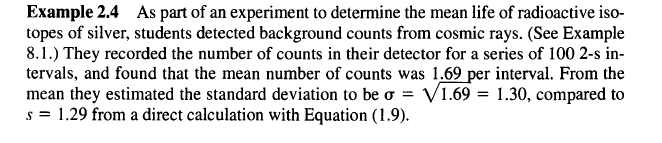 Example 2.4 As part of an experiment to determine the mean life of radioactive iso-
topes of silver, students detected background counts from cosmic rays. (See Example
8.1.) They recorded the number of counts in their detector for a series of 100 2-s in-
tervals, and found that the mean number of counts was 1.69 per interval. From the
mean they estimated the standard deviation to be σ = √1.69 = 1.30, compared to
s = 1.29 from a direct calculation with Equation (1.9).